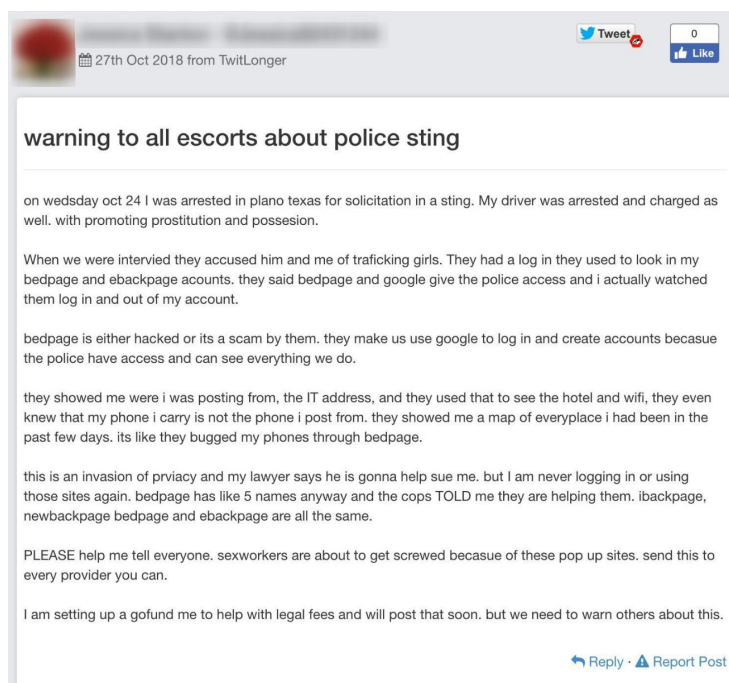 Tweet
0
Like
27th Oct 2018 from TwitLonger
warning to all escorts about police sting
on wedsday oct 24 I was arrested in plano texas for solicitation in a sting. My driver was arrested and charged as
well. with promoting prostitution and possesion.
When we were intervied they accused him and me of traficking girls. They had a log in they used to look in my
bedpage and ebackpage acounts. they said bedpage and google give the police access and i actually watched
them log in and out of my account.
bedpage is either hacked or its a scam by them. they make us use google to log in and create accounts becasue
the police have access and can see everything we do.
they showed me were i was posting from, the IT address, and they used that to see the hotel and wifi, they even
knew that my phone i carry is not the phone i post from. they showed me a map of everyplace i had been in the
past few days. its like they bugged my phones through bedpage.
this is an invasion of prviacy and my lawyer says he is gonna help sue me. but I am never logging in or using
those sites again. bedpage has like 5 names anyway and the cops TOLD me they are helping them. ibackpage,
newbackpage bedpage and ebackpage are all the same.
PLEASE help me tell everyone. sexworkers are about to get screwed becasue of these pop up sites. send this to
every provider you can.
I am setting up a gofund me to help with legal fees and will post that soon. but we need to warn others about this.
Reply · Report Post